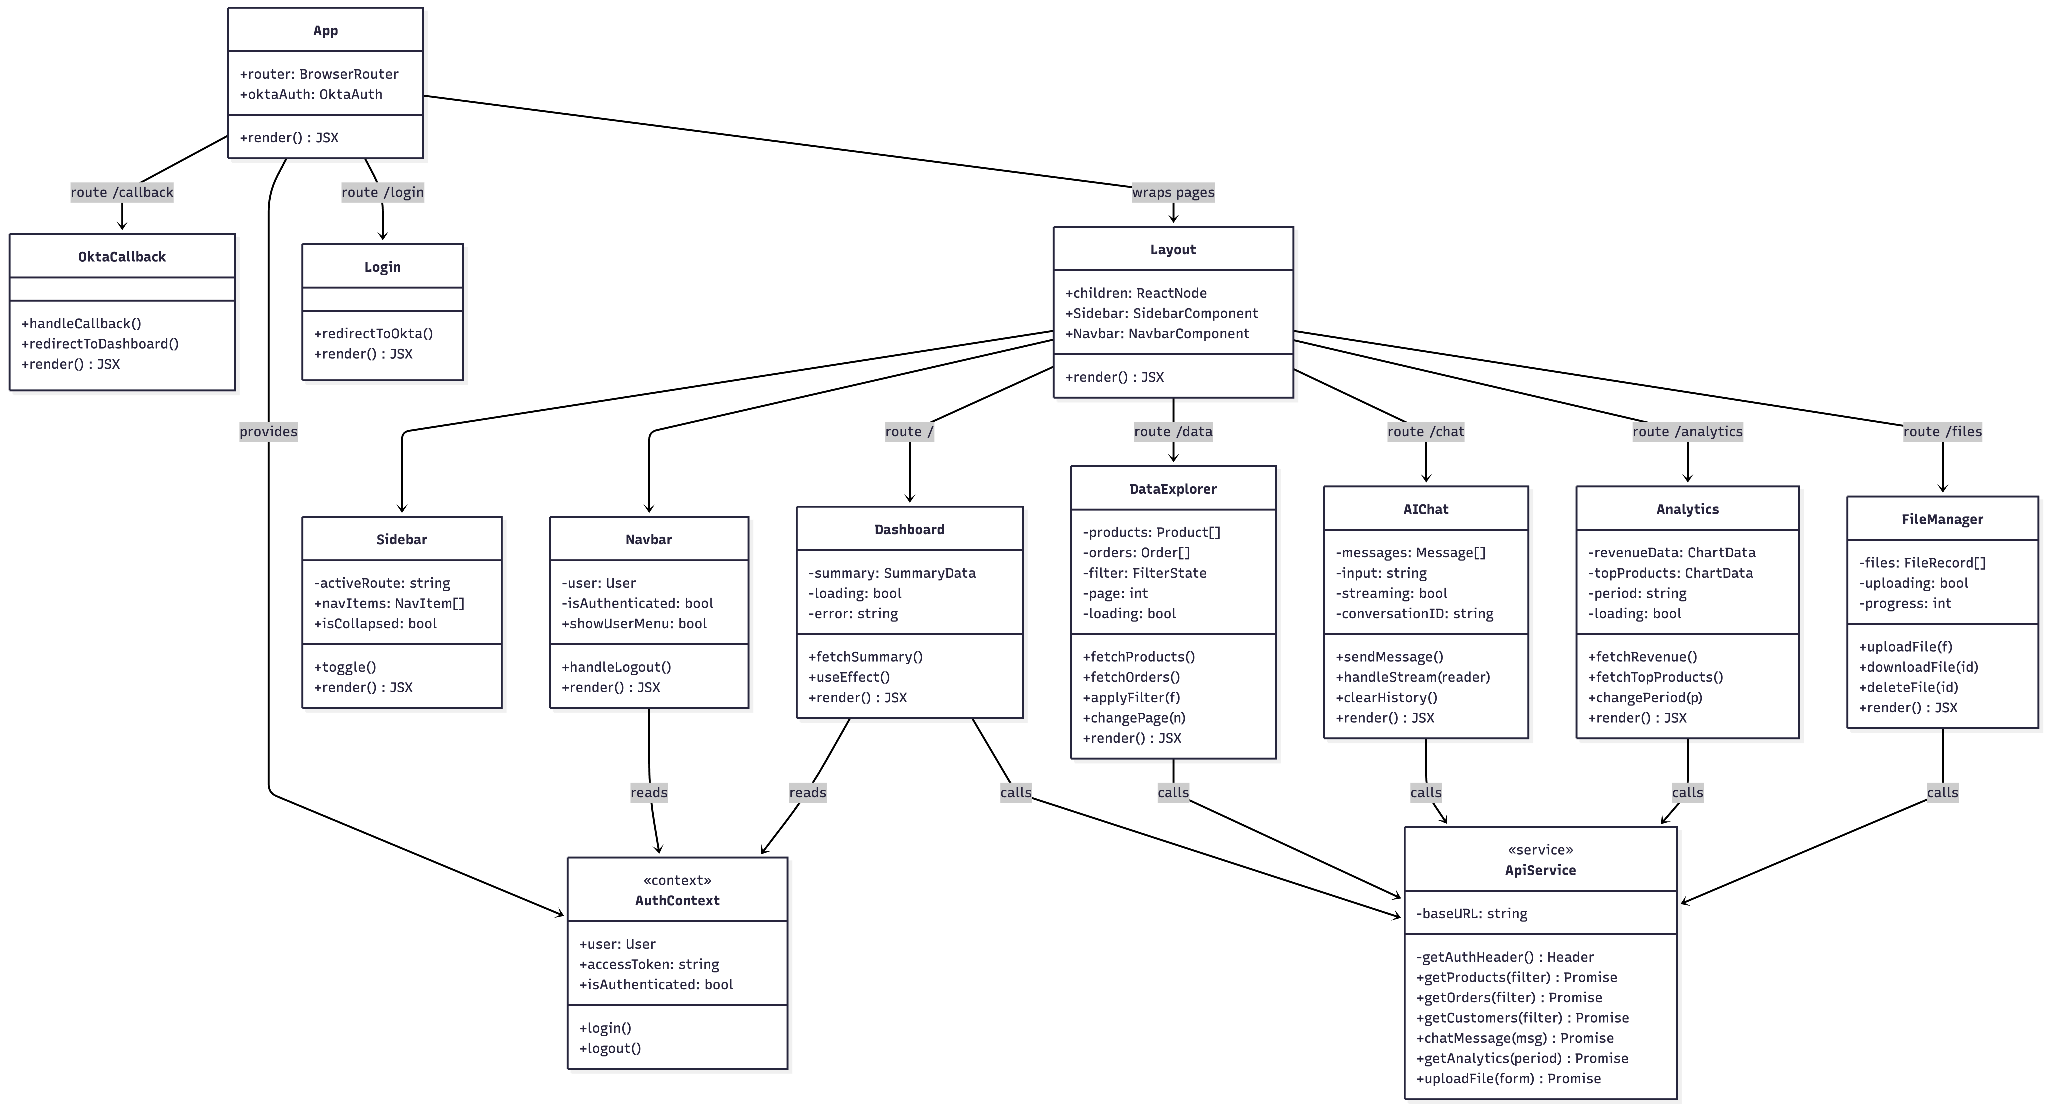 App
+router: BrowserRouter
+oktaAuth: OktaAuth
+render() : JSX
route /callback
route /login
wraps pages
OktaCallback
+handleCallback()
+redirectToDashboard()
+render() : JSX
Login
+redirectToOkta()
+render() : JSX
Layout
+children: ReactNode
+Sidebar: SidebarComponent
+Navbar: NavbarComponent
+render() : JSX
provides
route /
route /data
route /chat
route /analytics
route /files
Sidebar
-activeRoute: string
+navItems: NavItem[]
+isCollapsed: bool
+toggle()
+render() : JSX
Navbar
-user: User
-isAuthenticated: bool
+showUserMenu: bool
+handleLogout()
+render() : JSX
Dashboard
-summary: SummaryData
-loading: bool
-error: string
+fetchSummary()
+useEffect()
+render() : JSX
DataExplorer
-products: Product[]
-orders: Order[]
-filter: FilterState
-page: int
-loading: bool
+fetchProducts()
+fetchOrders()
+applyFilter(f)
+changePage(n)
+render() : JSX
AIChat
-messages: Message[]
-input: string
-streaming: bool
-conversationID: string
+sendMessage()
+handleStream(reader)
+clearHistory()
+render() : JSX
Analytics
-revenueData: ChartData
-topProducts: ChartData
-period: string
-loading: bool
+fetchRevenue()
+fetchTopProducts()
+changePeriod(p)
+render() : JSX
FileManager
-files: FileRecord[]
-uploading: bool
-progress: int
+uploadFile(f)
+downloadFile(id)
+deleteFile(id)
+render() : JSX
reads
reads
calls
calls
calls
calls
calls
«context»
AuthContext
+user: User
+accessToken: string
+isAuthenticated: bool
+login()
+logout()
«service»
ApiService
-baseURL: string
-getAuthHeader() : Header
+getProducts(filter) : Promise
+getOrders(filter) : Promise
+getCustomers(filter) : Promise
+chatMessage(msg) : Promise
+getAnalytics(period) : Promise
+uploadFile(form) : Promise